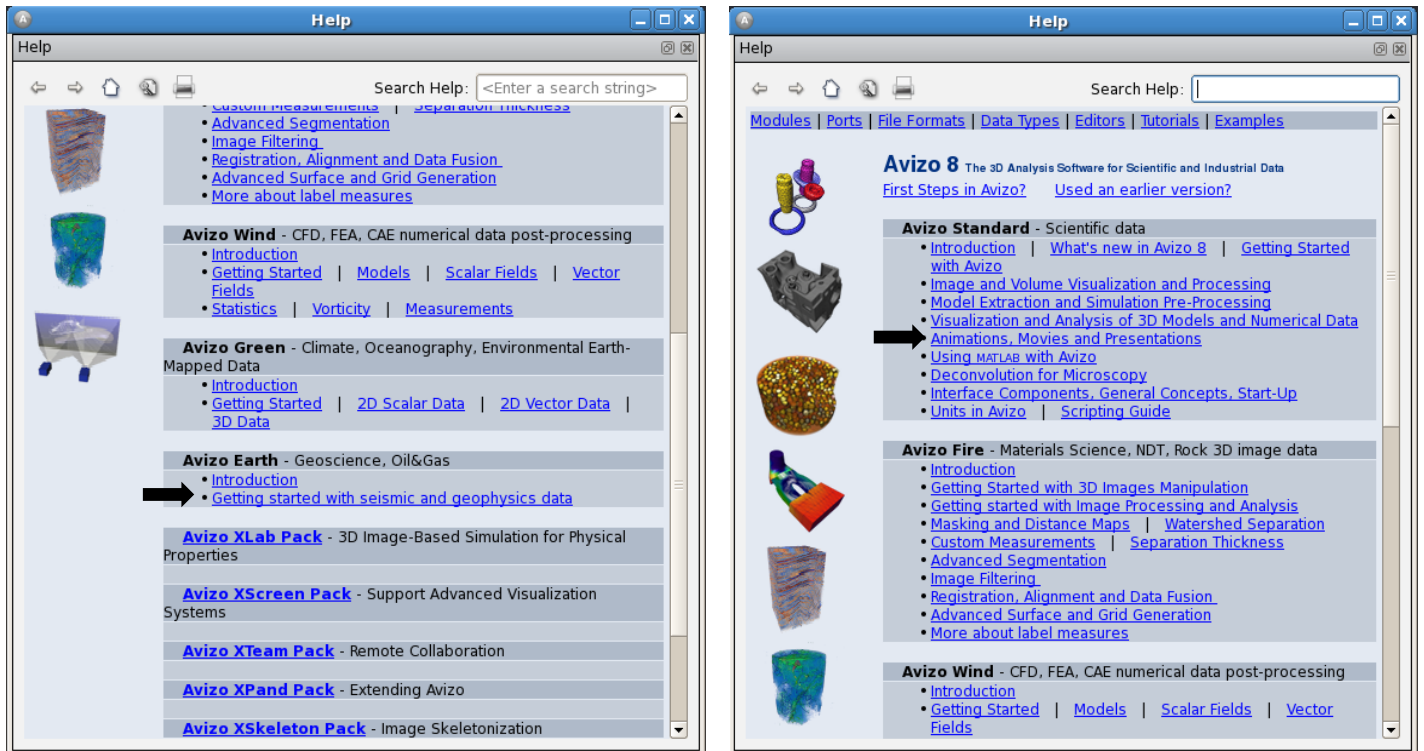 Help
Help
Search Help: <Enter a search string>
Custom Measurements | Separation Thickness
• Advanced Segmentation
• Image Filtering
• Registration, Alignment and Data Fusion
• Advanced Surface and Grid Generation
• More about label measures
Avizo Wind - CFD, FEA, CAE numerical data post-processing
• Introduction
• Getting Started | Models | Scalar Fields | Vector
Fields
• Statistics | Vorticity | Measurements
Avizo Green - Climate, Oceanography, Environmental Earth-
Mapped Data
• Introduction
• Getting Started | 2D Scalar Data | 2D Vector Data |
3D Data
Avizo Earth - Geoscience, Oil&Gas
• Introduction
• Getting started with seismic and geophysics data
Avizo XLab Pack - 3D Image-Based Simulation for Physical
Properties
Avizo XScreen Pack - Support Advanced Visualization
Systems
Avizo XTeam Pack - Remote Collaboration
Avizo XPand Pack - Extending Avizo
Avizo XSkeleton Pack - Image Skeletonization
Help
Help
Search Help:
Modules | Ports | File Formats | Data Types | Editors | Tutorials | Examples
Avizo 8 The 3D Analysis Software for Scientific and Industrial Data
First Steps in Avizo? Used an earlier version?
Avizo Standard - Scientific data
• Introduction | What's new in Avizo 8 | Getting Started
with Avizo
• Image and Volume Visualization and Processing
• Model Extraction and Simulation Pre-Processing
• Visualization and Analysis of 3D Models and Numerical Data
• Animations, Movies and Presentations
• Using MATLAB with Avizo
• Deconvolution for Microscopy
• Interface Components, General Concepts, Start-Up
• Units in Avizo | Scripting Guide
Avizo Fire - Materials Science, NDT, Rock 3D image data
• Introduction
• Getting Started with 3D Images Manipulation
• Getting started with Image Processing and Analysis
• Masking and Distance Maps | Watershed Separation
• Custom Measurements | Separation Thickness
• Advanced Segmentation
• Image Filtering
• Registration, Alignment and Data Fusion
• Advanced Surface and Grid Generation
• More about label measures
Avizo Wind - CFD, FEA, CAE numerical data post-processing
• Introduction
• Getting Started | Models | Scalar Fields | Vector
Fields